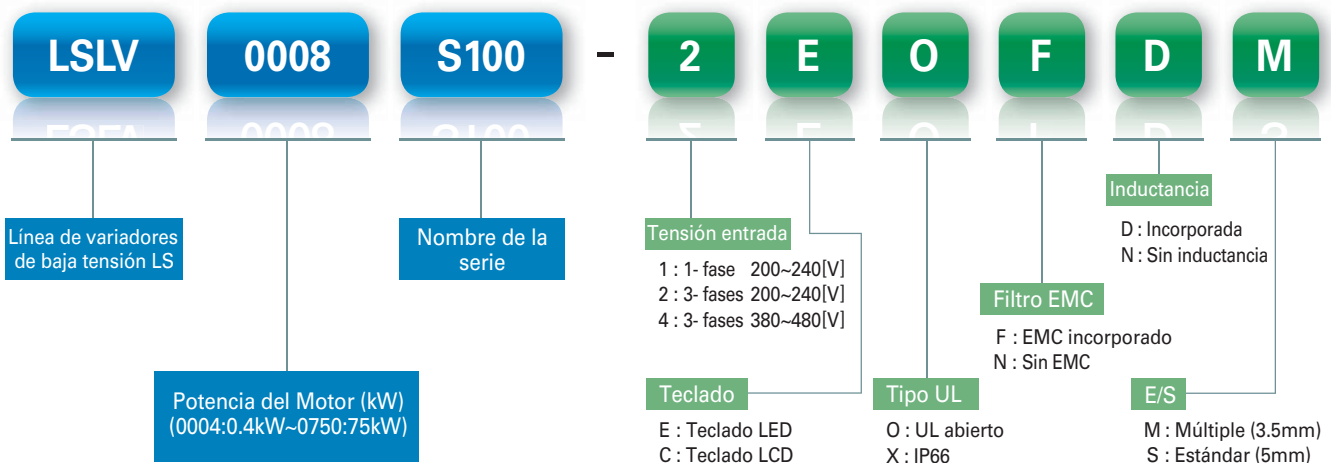 LSLV 0008 S100 - 2 E O F D M
Línea de variadores
de baja tensión LS
Potencia del Motor (kW)
(0004:0.4kW~0750:75kW)
Nombre de la
serie
Tensión entrada
1 : 1- fase 200~240[V]
2 : 3- fases 200~240[V]
4 : 3- fases 380~480[V]
Teclado
E : Teclado LED
C : Teclado LCD
Tipo UL
O : UL abierto
X : IP66
Filtro EMC
F : EMC incorporado
N : Sin EMC
Inductancia
D : Incorporada
N : Sin inductancia
E/S
M : Múltiple (3.5mm)
S : Estándar (5mm)